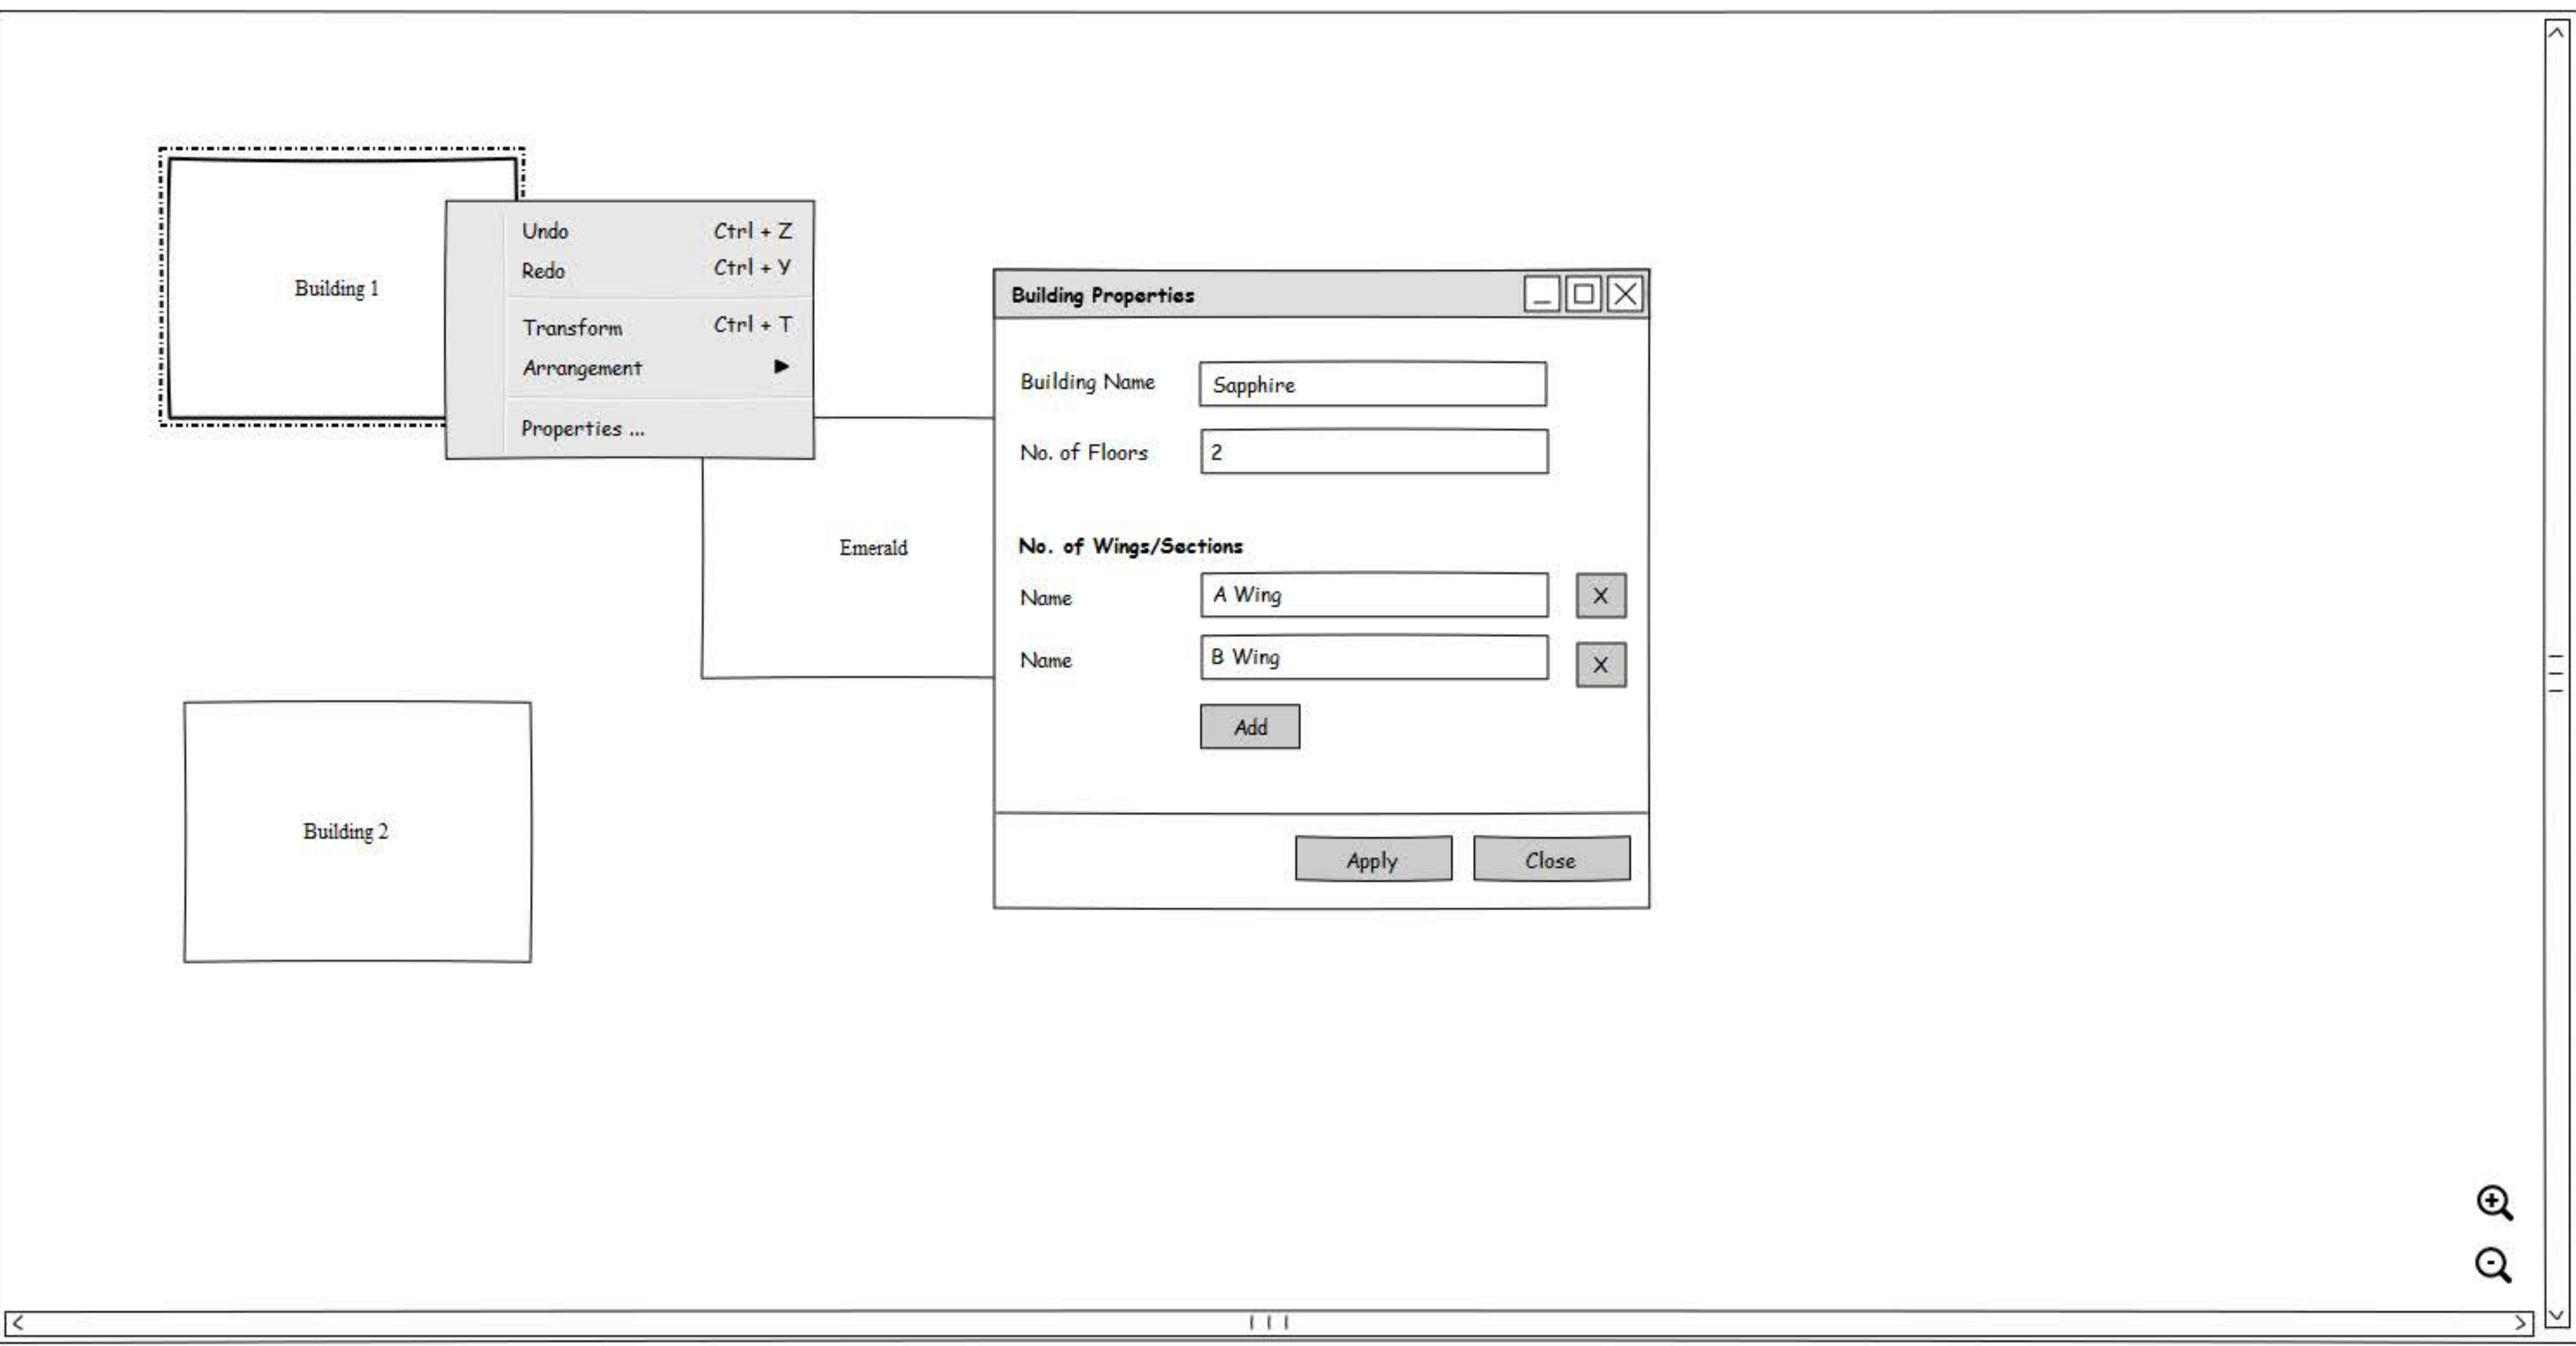 Building 1
Undo Ctrl + Z
Redo Ctrl + Y
Transform Ctrl + T
Arrangement
Properties ...
Emerald
Building 2
Building Properties
Building Name Sapphire
No. of Floors 2
No. of Wings/Sections
Name A Wing X
Name B Wing X
Add
Apply Close